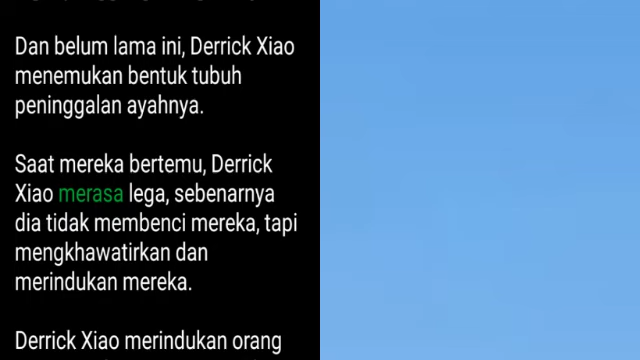 Dan belum lama ini, Derrick Xiao
menemukan bentuk tubuh
peninggalan ayahnya.
Saat mereka bertemu, Derrick
Xiao merasa lega, sebenarnya
dia tidak membenci mereka, tapi
mengkhawatirkan dan
merindukan mereka.
Derrick Xiao merindukan orang